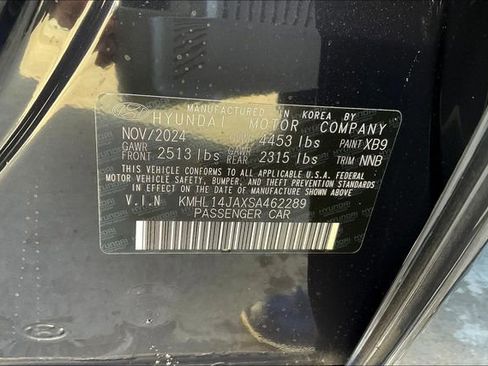 MANUFACTURED IN KOREA BY
HYUNDAI MOTOR COMPANY
NOV/2024 GVWR 4453 lbs PAINT XB9
GAWR FRONT 2513 lbs GAWR REAR 2315 lbs TRIM NNB
THIS VEHICLE CONFORMS TO ALL APPLICABLE U.S.A. FEDERAL
MOTOR VEHICLE SAFETY, BUMPER, AND THEFT PREVENTION STANDARDS
IN EFFECT ON THE DATE OF MANUFACTURE SHOWN ABOVE.
V.I.N KMHL14JAXSA462289
PASSENGER CAR